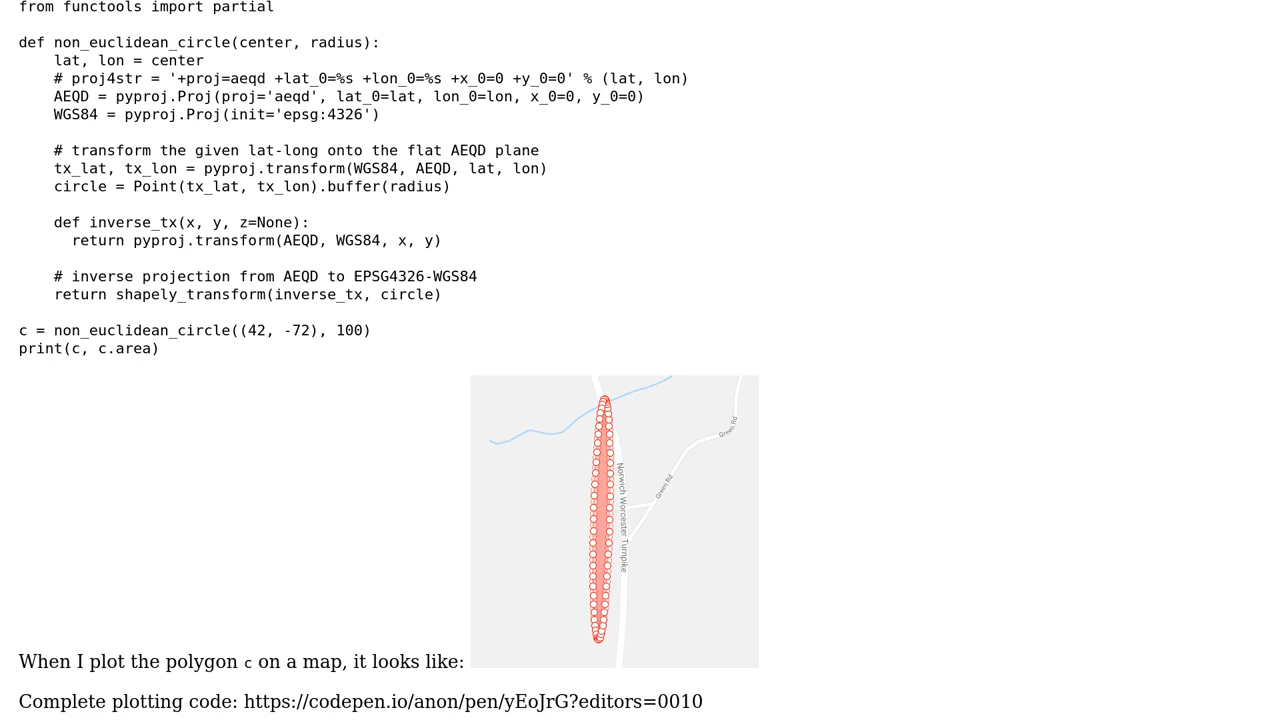 from functools import partial
def non_euclidean_circle(center, radius):
    lat, lon = center
    # proj4str = '+proj=aeqd +lat_0=%s +lon_0=%s +x_0=0 +y_0=0' % (lat, lon)
    AEQD = pyproj.Proj(proj='aeqd', lat_0=lat, lon_0=lon, x_0=0, y_0=0)
    WGS84 = pyproj.Proj(init='epsg:4326')
    # transform the given lat-long onto the flat AEQD plane
    tx_lat, tx_lon = pyproj.transform(WGS84, AEQD, lat, lon)
    circle = Point(tx_lat, tx_lon).buffer(radius)
    def inverse_tx(x, y, z=None):
      return pyproj.transform(AEQD, WGS84, x, y)
    # inverse projection from AEQD to EPSG4326-WGS84
    return shapely_transform(inverse_tx, circle)
c = non_euclidean_circle((42, -72), 100)
print(c, c.area)
Green Rd
Green Rd
Norwich Worcester Turnpike
When I plot the polygon c on a map, it looks like:
Complete plotting code: https://codepen.io/anon/pen/yEoJrG?editors=0010